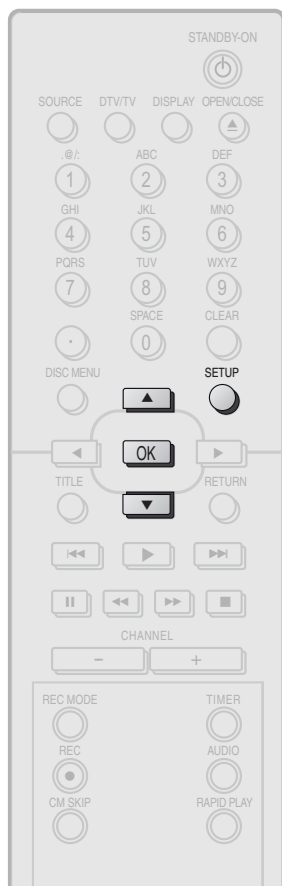 STANDBY-ON
SOURCE DTV/TV DISPLAY OPEN/CLOSE
.@/: ABC DEF
1 2 3
GHI JKL MNO
4 5 6
PQRS TUV WXYZ
7 8 9
SPACE CLEAR
· 0
DISC MENU SETUP
OK
TITLE RETURN
CHANNEL
− +
REC MODE TIMER
REC AUDIO
CM SKIP RAPID PLAY